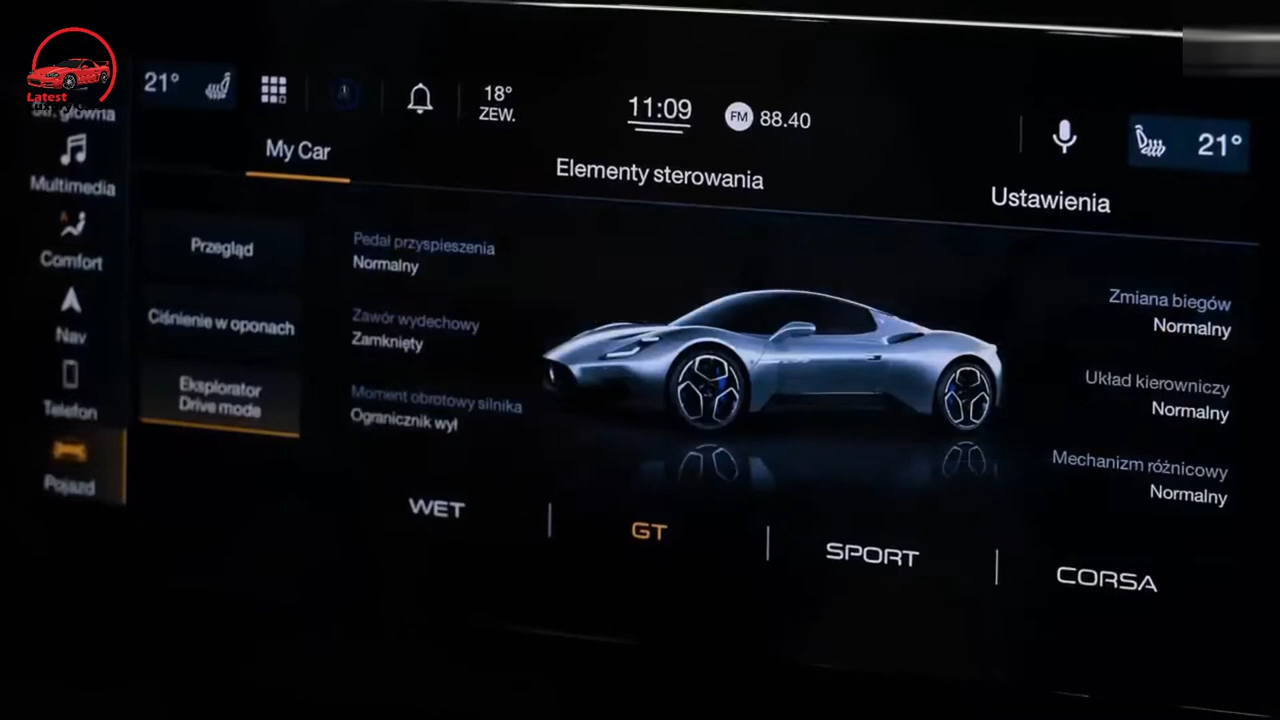 Latest
21°
18°
ZEW.
11:09
FM 88.40
21°
Str. główna
Multimedia
Comfort
Nav
Telefon
Pojazd
My Car
Elementy sterowania
Ustawienia
Przegląd
Ciśnienie w oponach
Eksplorator
Drive mode
Pedał przyspieszenia
Normalny
Zawór wydechowy
Zamknięty
Moment obrotowy silnika
Ogranicznik wył
Zmiana biegów
Normalny
Układ kierowniczy
Normalny
Mechanizm różnicowy
Normalny
WET
GT
SPORT
CORSA